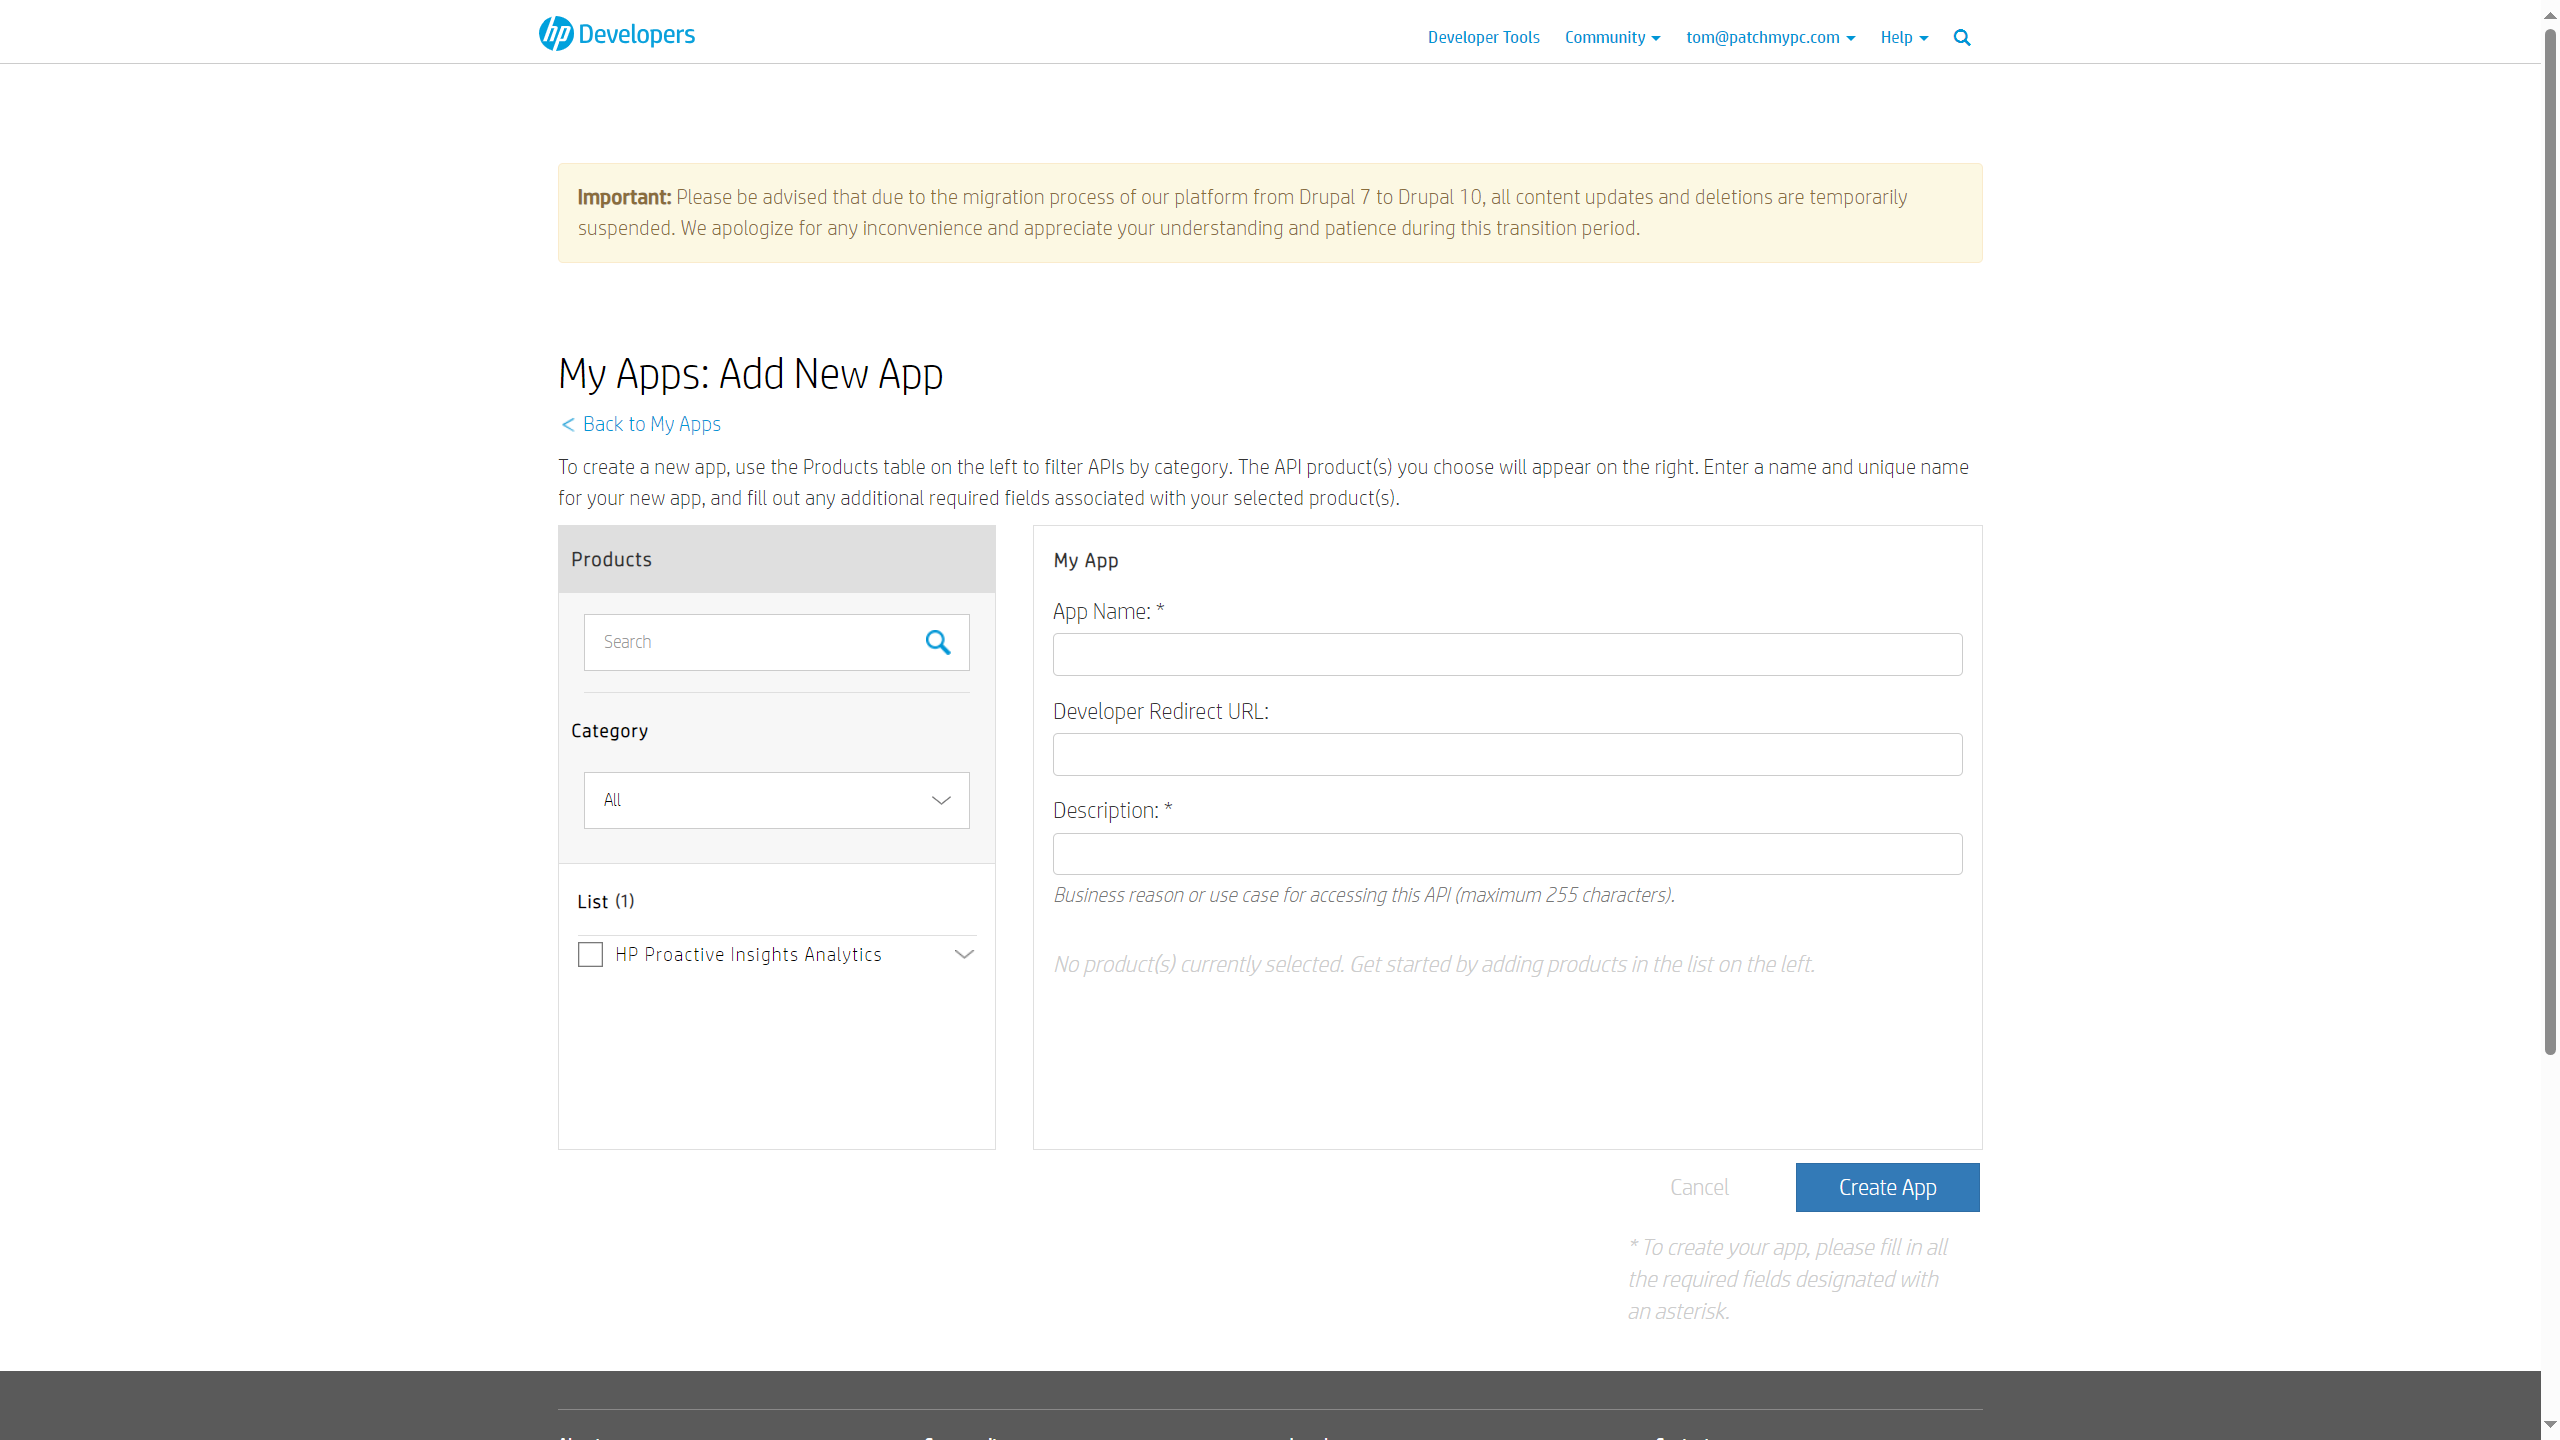 hp Developers
Developer Tools
Community
tom@patchmypc.com
Help
Important: Please be advised that due to the migration process of our platform from Drupal 7 to Drupal 10, all content updates and deletions are temporarily
suspended. We apologize for any inconvenience and appreciate your understanding and patience during this transition period.
My Apps: Add New App
< Back to My Apps
To create a new app, use the Products table on the left to filter APIs by category. The API product(s) you choose will appear on the right. Enter a name and unique name
for your new app, and fill out any additional required fields associated with your selected product(s).
Products
Search
Category
All
List (1)
HP Proactive Insights Analytics
My App
App Name: *
Developer Redirect URL:
Description: *
Business reason or use case for accessing this API (maximum 255 characters).
No product(s) currently selected. Get started by adding products in the list on the left.
Cancel
Create App
* To create your app, please fill in all
the required fields designated with
an asterisk.